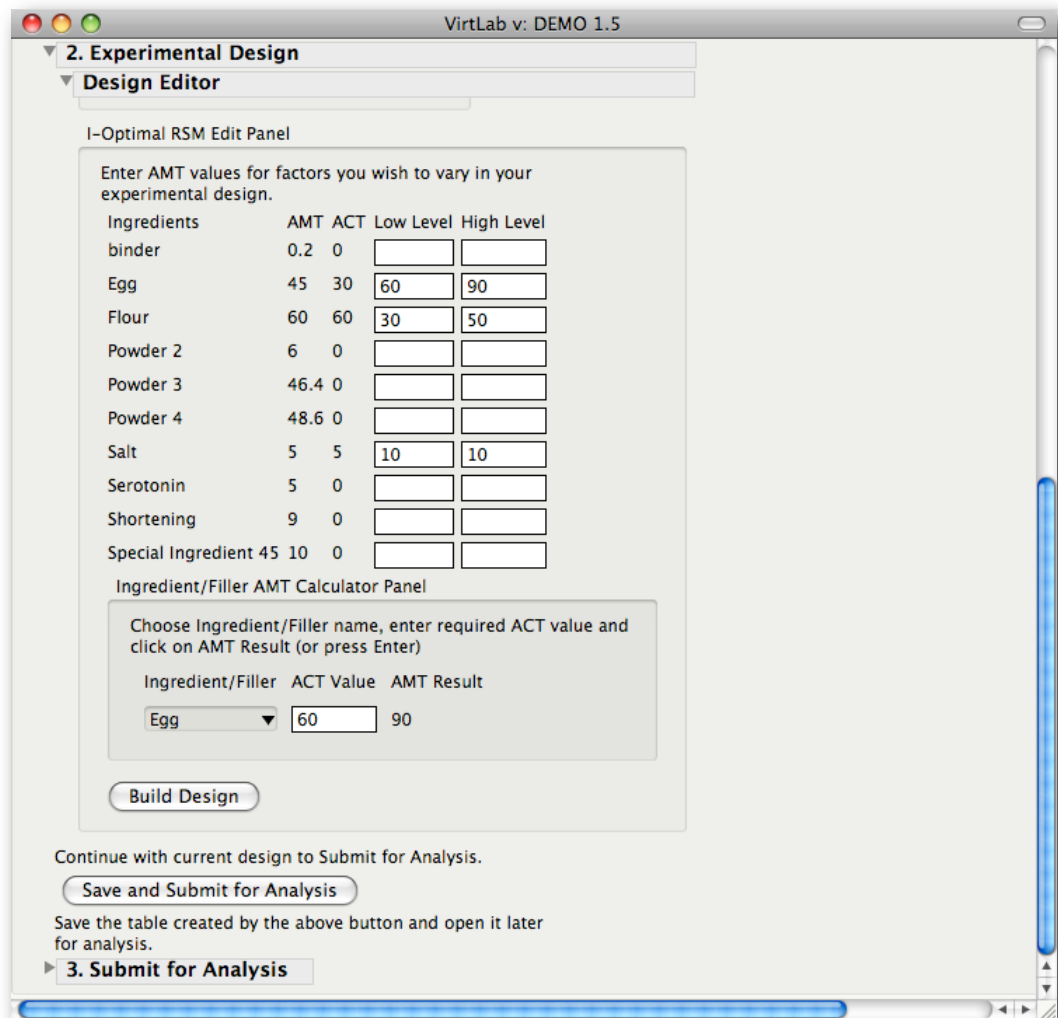 VirtLab v: DEMO 1.5
2. Experimental Design
Design Editor
I-Optimal RSM Edit Panel
Enter AMT values for factors you wish to vary in your
experimental design.
Ingredients AMT ACT Low Level High Level
binder 0.2 0
Egg 45 30 60 90
Flour 60 60 30 50
Powder 2 6 0
Powder 3 46.4 0
Powder 4 48.6 0
Salt 5 5 10 10
Serotonin 5 0
Shortening 9 0
Special Ingredient 45 10 0
Ingredient/Filler AMT Calculator Panel
Choose Ingredient/Filler name, enter required ACT value and
click on AMT Result (or press Enter)
Ingredient/Filler ACT Value AMT Result
Egg 60 90
Build Design
Continue with current design to Submit for Analysis.
Save and Submit for Analysis
Save the table created by the above button and open it later
for analysis.
3. Submit for Analysis